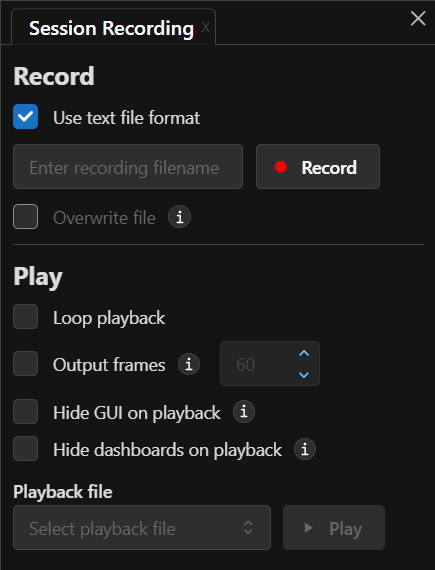 Session Recording x
Record
Use text file format
Enter recording filename
Record
Overwrite file i
Play
Loop playback
Output frames i 60
Hide GUI on playback i
Hide dashboards on playback i
Playback file
Select playback file
Play